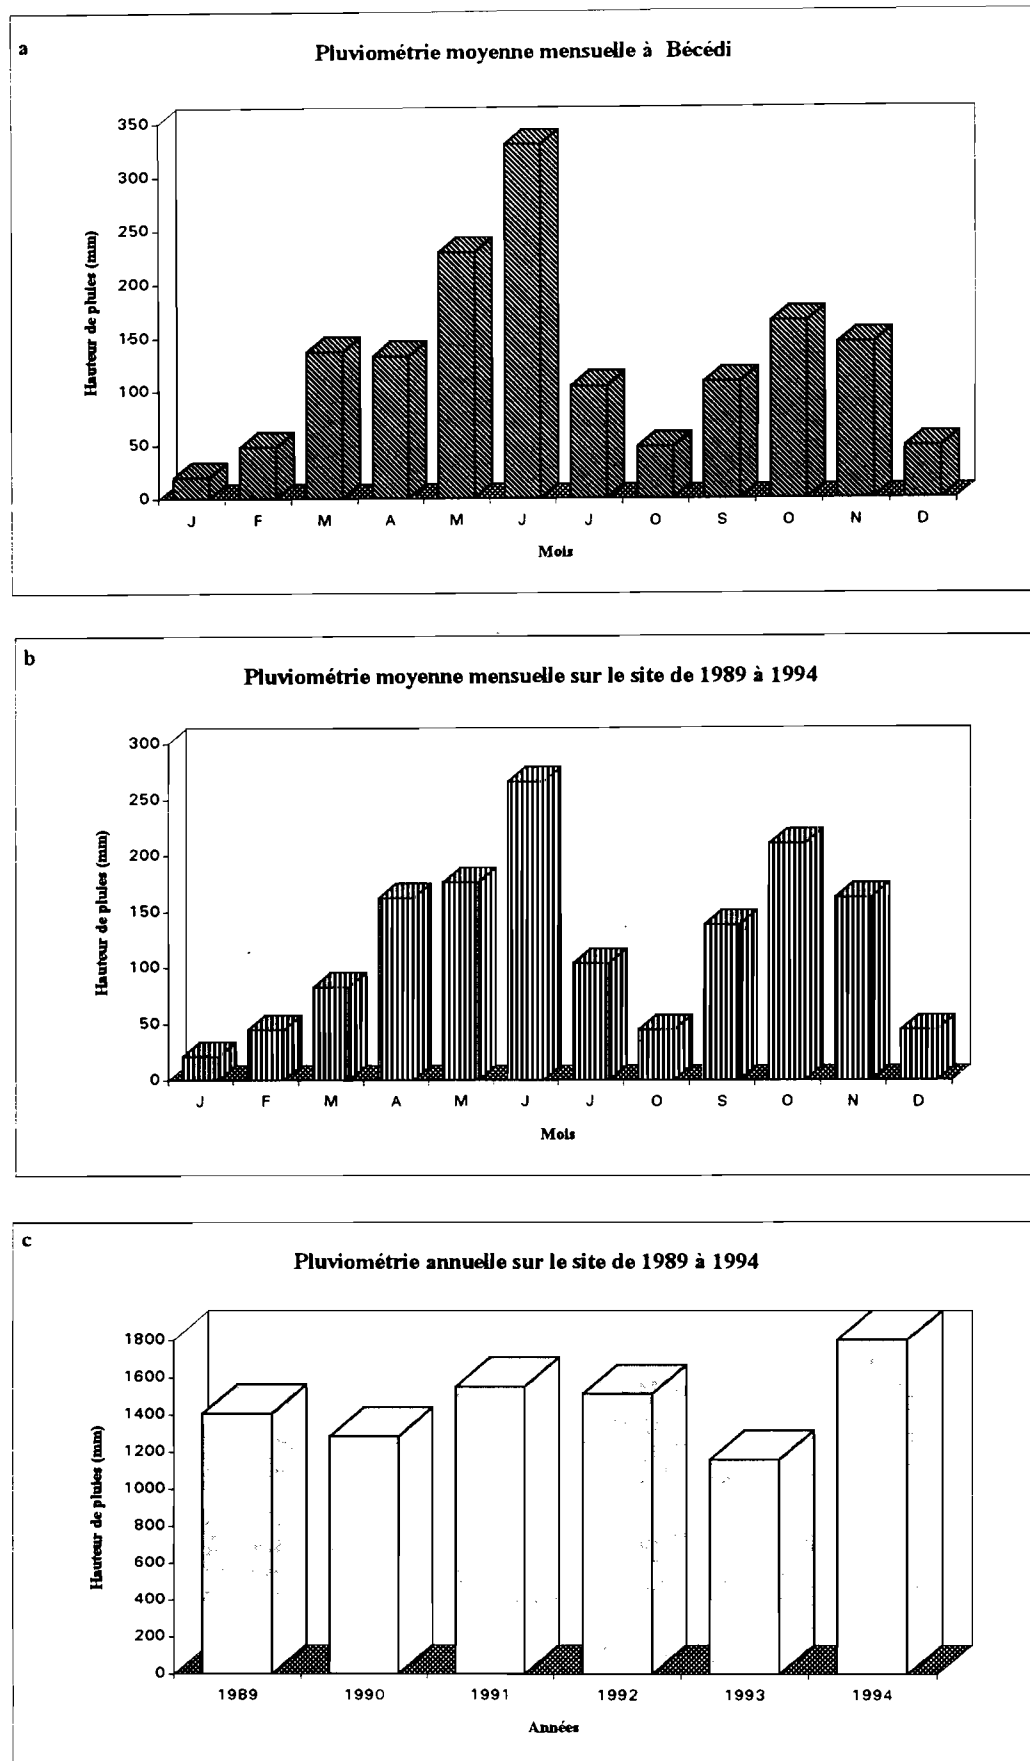 a
Pluviométrie moyenne mensuelle à Bécédi
350
300
250
200
150
100
50
0
Hauteur de pluies (mm)
J F M A M J J O S O N D
Mois
b
Pluviométrie moyenne mensuelle sur le site de 1989 à 1994
300
250
200
150
100
50
0
Hauteur de pluies (mm)
J F M A M J J O S O N D
Mois
c
Pluviométrie annuelle sur le site de 1989 à 1994
1800
1600
1400
1200
1000
800
600
400
200
0
Hauteur de pluies (mm)
1989 1990 1991 1992 1993 1994
Années